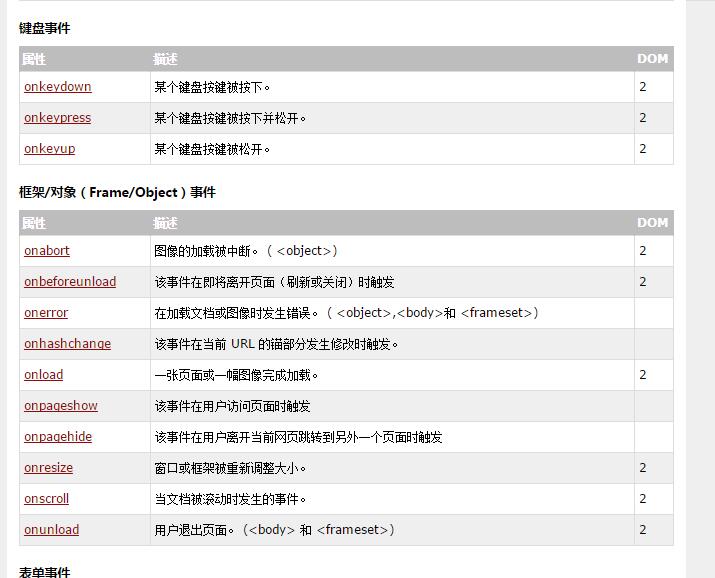 键盘事件
属性 描述 DOM
onkeydown 某个键盘按键被按下。 2
onkeypress 某个键盘按键被按下并松开。 2
onkeyup 某个键盘按键被松开。 2
框架/对象（Frame/Object）事件
属性 描述 DOM
onabort 图像的加载被中断。（ <object>） 2
onbeforeunload 该事件在即将离开页面（刷新或关闭）时触发 2
onerror 在加载文档或图像时发生错误。（ <object>,<body>和 <frameset>）
onhashchange 该事件在当前 URL 的锚部分发生修改时触发。
onload 一张页面或一幅图像完成加载。 2
onpageshow 该事件在用户访问页面时触发
onpagehide 该事件在用户离开当前网页跳转到另外一个页面时触发
onresize 窗口或框架被重新调整大小。 2
onscroll 当文档被滚动时发生的事件。 2
onunload 用户退出页面。（<body> 和 <frameset>） 2
表单事件